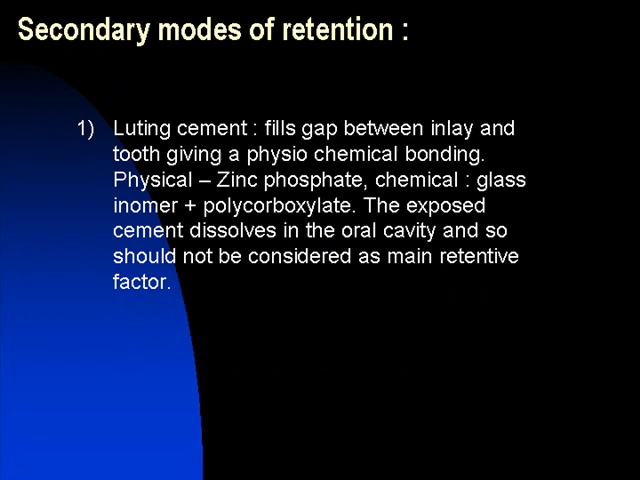 Secondary modes of retention :
1) Luting cement : fills gap between inlay and
tooth giving a physio chemical bonding.
Physical – Zinc phosphate, chemical : glass
inomer + polycorboxylate. The exposed
cement dissolves in the oral cavity and so
should not be considered as main retentive
factor.